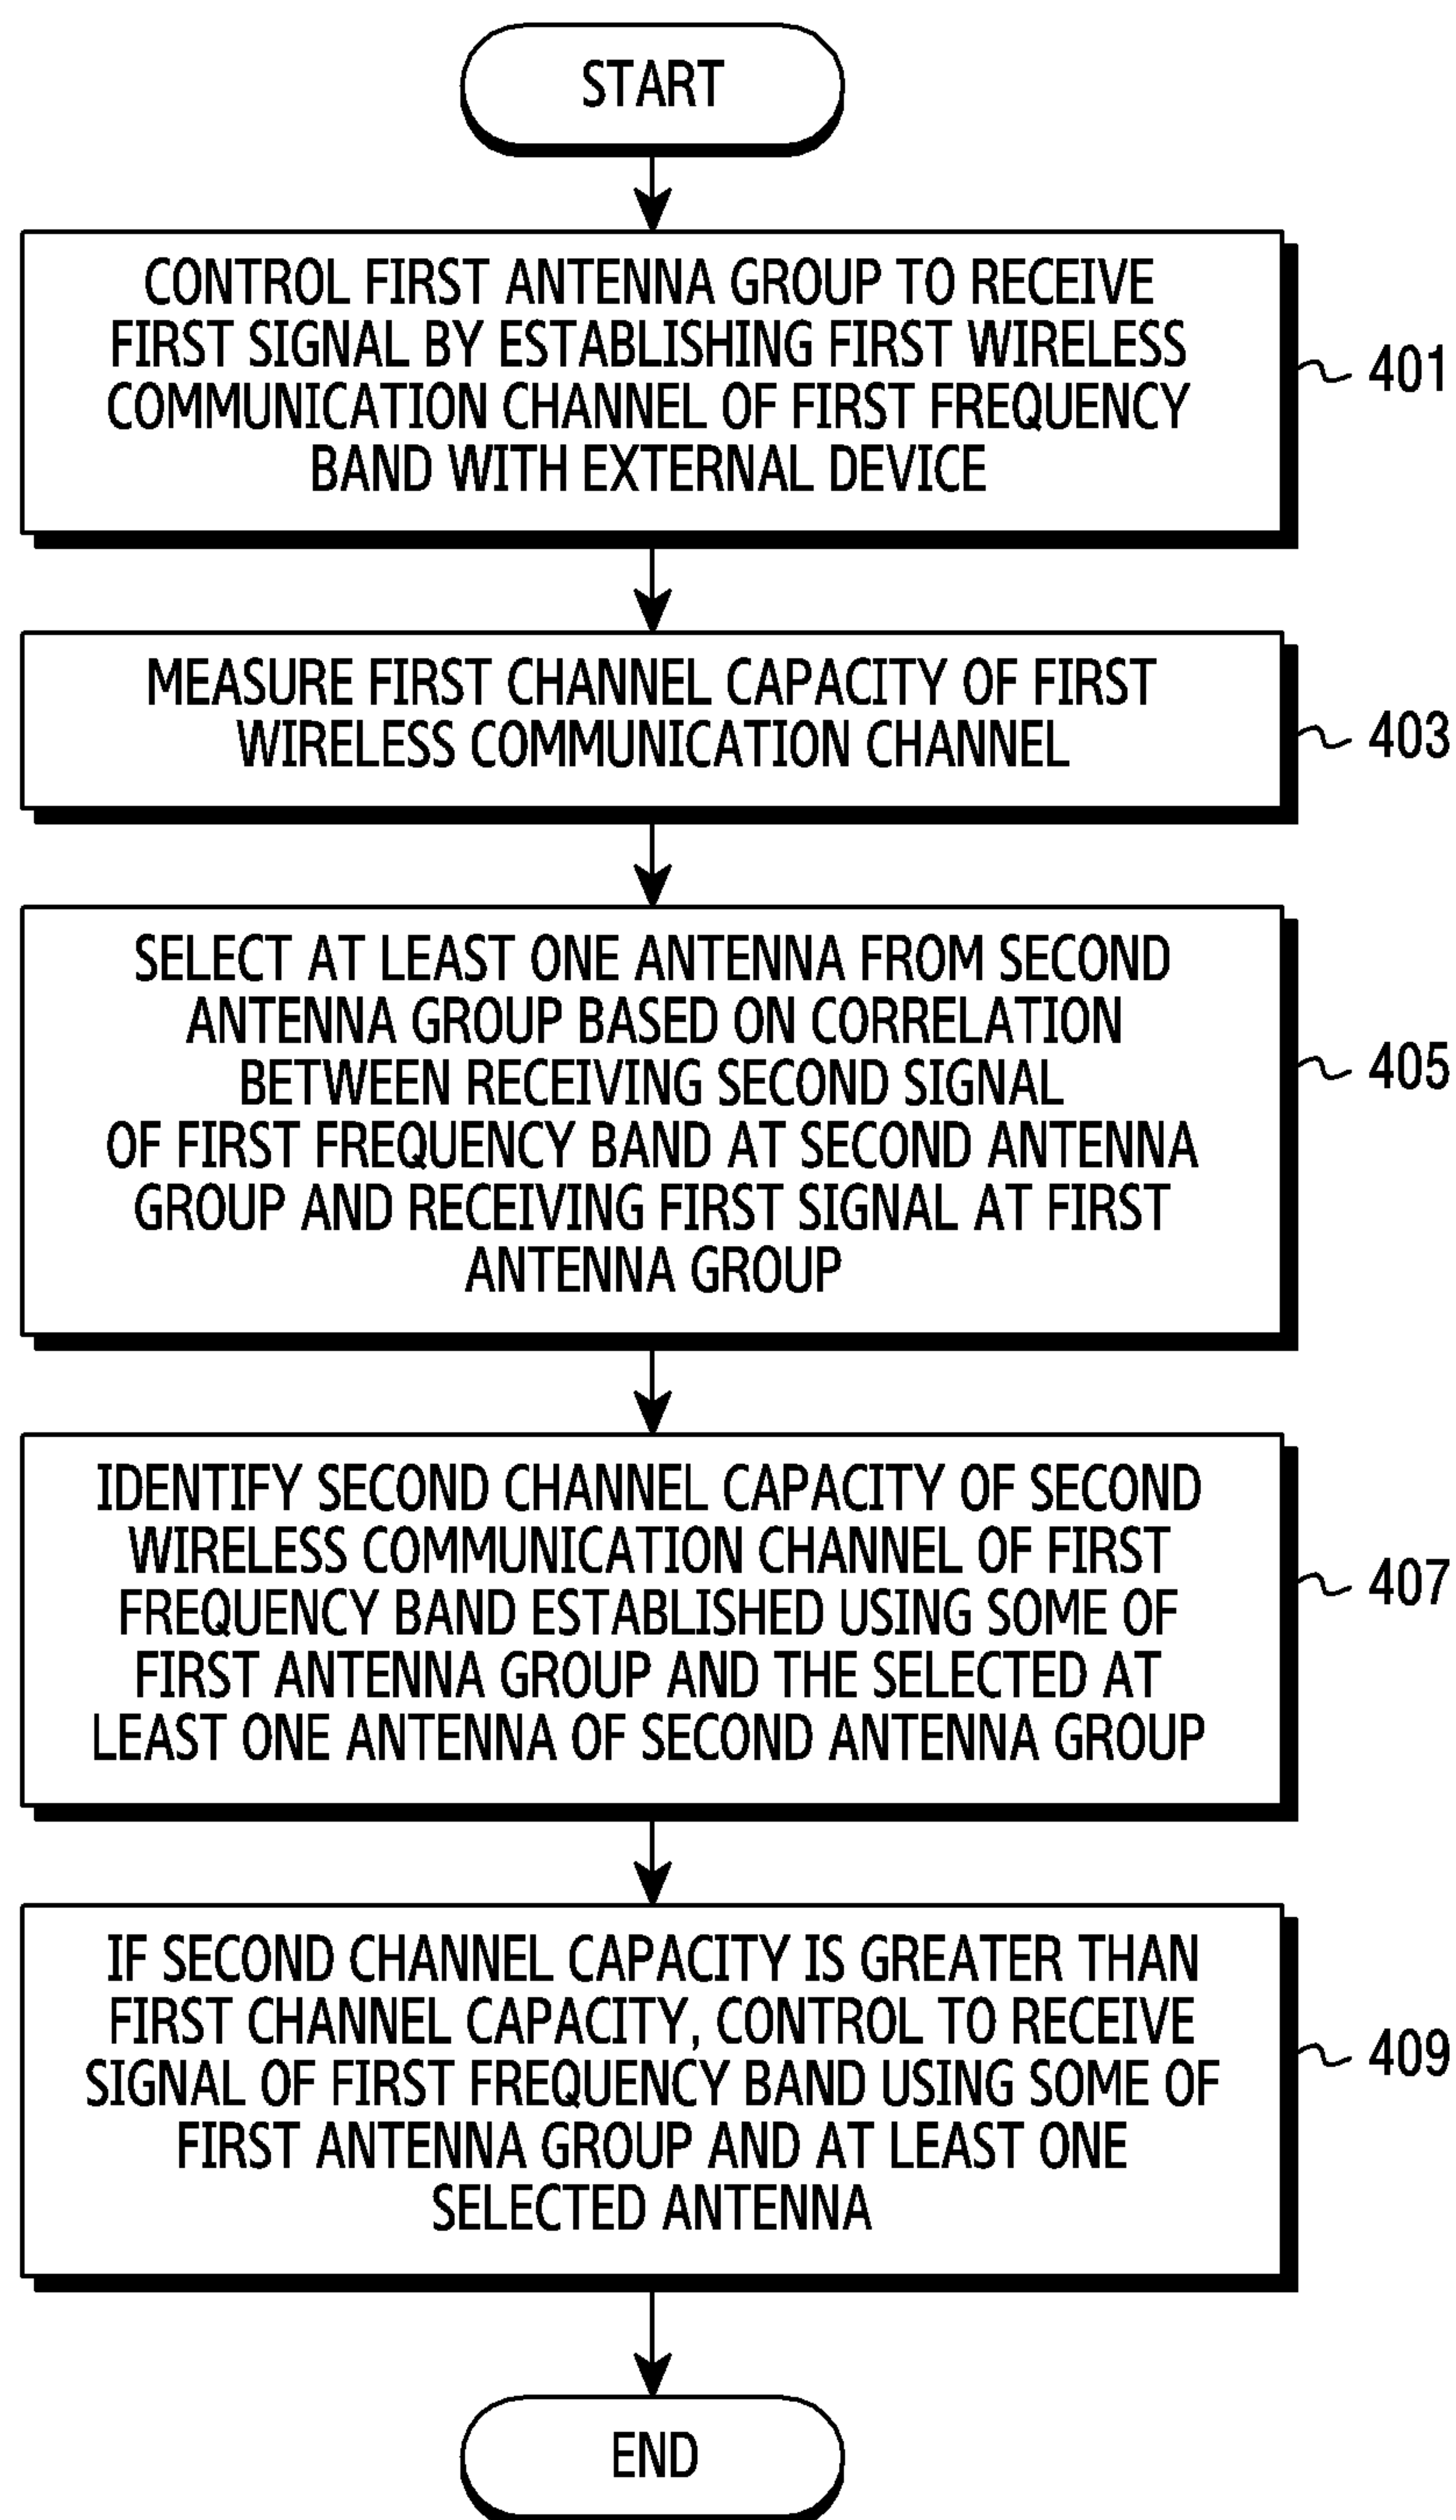 START
CONTROL FIRST ANTENNA GROUP TO RECEIVE
FIRST SIGNAL BY ESTABLISHING FIRST WIRELESS
COMMUNICATION CHANNEL OF FIRST FREQUENCY
BAND WITH EXTERNAL DEVICE
401
MEASURE FIRST CHANNEL CAPACITY OF FIRST
WIRELESS COMMUNICATION CHANNEL
403
SELECT AT LEAST ONE ANTENNA FROM SECOND
ANTENNA GROUP BASED ON CORRELATION
BETWEEN RECEIVING SECOND SIGNAL
OF FIRST FREQUENCY BAND AT SECOND ANTENNA
GROUP AND RECEIVING FIRST SIGNAL AT FIRST
ANTENNA GROUP
405
IDENTIFY SECOND CHANNEL CAPACITY OF SECOND
WIRELESS COMMUNICATION CHANNEL OF FIRST
FREQUENCY BAND ESTABLISHED USING SOME OF
FIRST ANTENNA GROUP AND THE SELECTED AT
LEAST ONE ANTENNA OF SECOND ANTENNA GROUP
407
IF SECOND CHANNEL CAPACITY IS GREATER THAN
FIRST CHANNEL CAPACITY, CONTROL TO RECEIVE
SIGNAL OF FIRST FREQUENCY BAND USING SOME OF
FIRST ANTENNA GROUP AND AT LEAST ONE
SELECTED ANTENNA
409
END